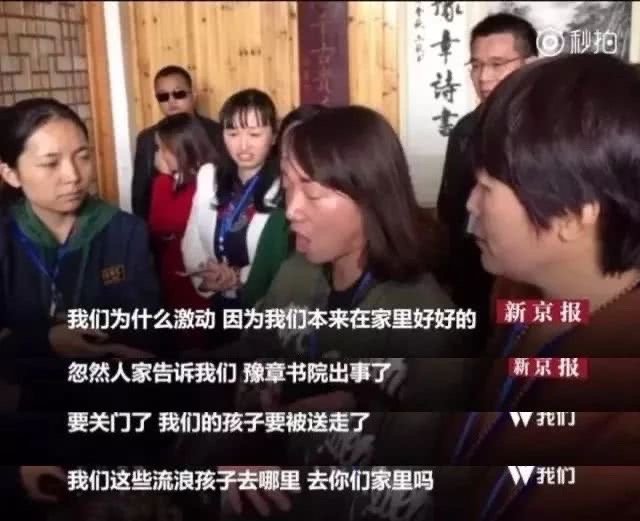 秒拍
豫章诗书
我们为什么激动 因为我们本来在家里好好的
新京报
忽然人家告诉我们 豫章书院出事了
新京报
要关门了 我们的孩子要被送走了
我们
我们这些流浪孩子去哪里 去你们家里吗
我们